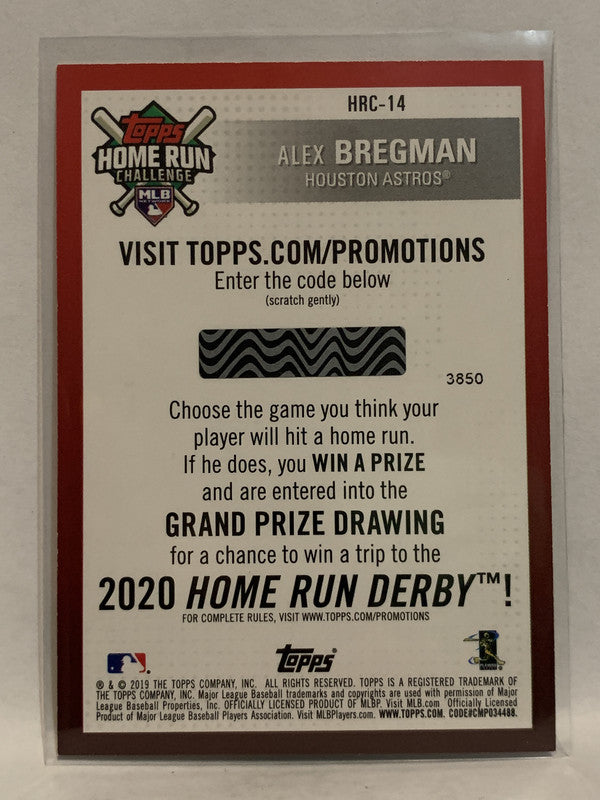 HRC-14
Topps
HOME RUN
CHALLENGE
MLB
NETWORK
ALEX BREGMAN
HOUSTON ASTROS®
VISIT TOPPS.COM/PROMOTIONS
Enter the code below
(scratch gently)
3850
Choose the game you think your
player will hit a home run.
If he does, you WIN A PRIZE
and are entered into the
GRAND PRIZE DRAWING
for a chance to win a trip to the
2020 HOME RUN DERBY™!
FOR COMPLETE RULES, VISIT WWW.TOPPS.COM/PROMOTIONS
Topps
® & © 2019 THE TOPPS COMPANY, INC. ALL RIGHTS RESERVED. TOPPS IS A REGISTERED TRADEMARK OF
THE TOPPS COMPANY, INC. Major League Baseball trademarks and copyrights are used with permission of Major
League Baseball Properties, Inc. OFFICIALLY LICENSED PRODUCT OF MLBP. Visit MLB.com Officially Licensed
Product of Major League Baseball Players Association. Visit MLBPlayers.com. WWW.TOPPS.COM. CODE#CMP034488.